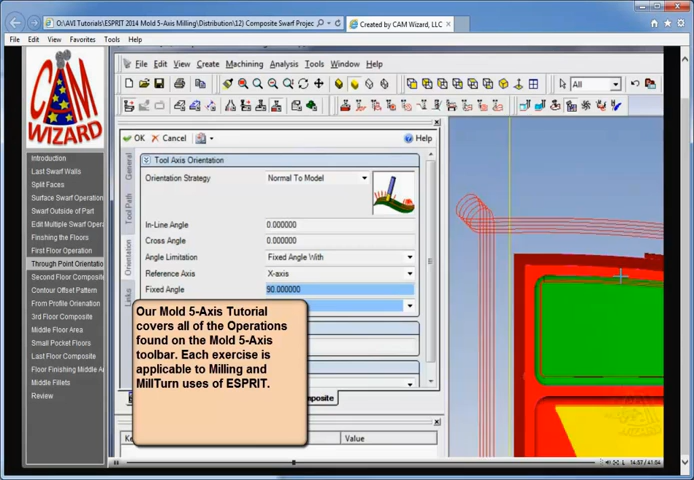 O:\AVI Tutorials\ESPRIT 2014 Mold 5-Axis Milling\Distribution\12) Composite Swarf Projec
Created by CAM Wizard, LLC
File Edit View Favorites Tools Help
CAM
WIZARD
Introduction
Last Swarf Walls
Split Faces
Surface Swarf Operation
Swarf Outside of Part
Edit Multiple Swarf Oper
Finshing the Floors
First Floor Operation
Through Point Orientatio
Second Floor Composite
Contour Offset Pattern
From Profile Orientation
3rd Floor Composite
Middle Floor Area
Small Pocket Floors
Last Floor Composite
Floor Finishing Middle A
Middle Fillets
Review
File Edit View Create Machining Analysis Tools Window Help
All
OK Cancel Help
General
Tool Path
Orientation
Links
Tool Axis Orientation
Orientation Strategy Normal To Model
In-Line Angle 0.000000
Cross Angle 0.000000
Angle Limitation Fixed Angle With
Reference Axis X-axis
Fixed Angle 90.000000
Our Mold 5-Axis Tutorial
covers all of the Operations
found on the Mold 5-Axis
toolbar. Each exercise is
applicable to Milling and
MillTurn uses of ESPRIT.
omposite
Ke Value
14:57 / 41:54